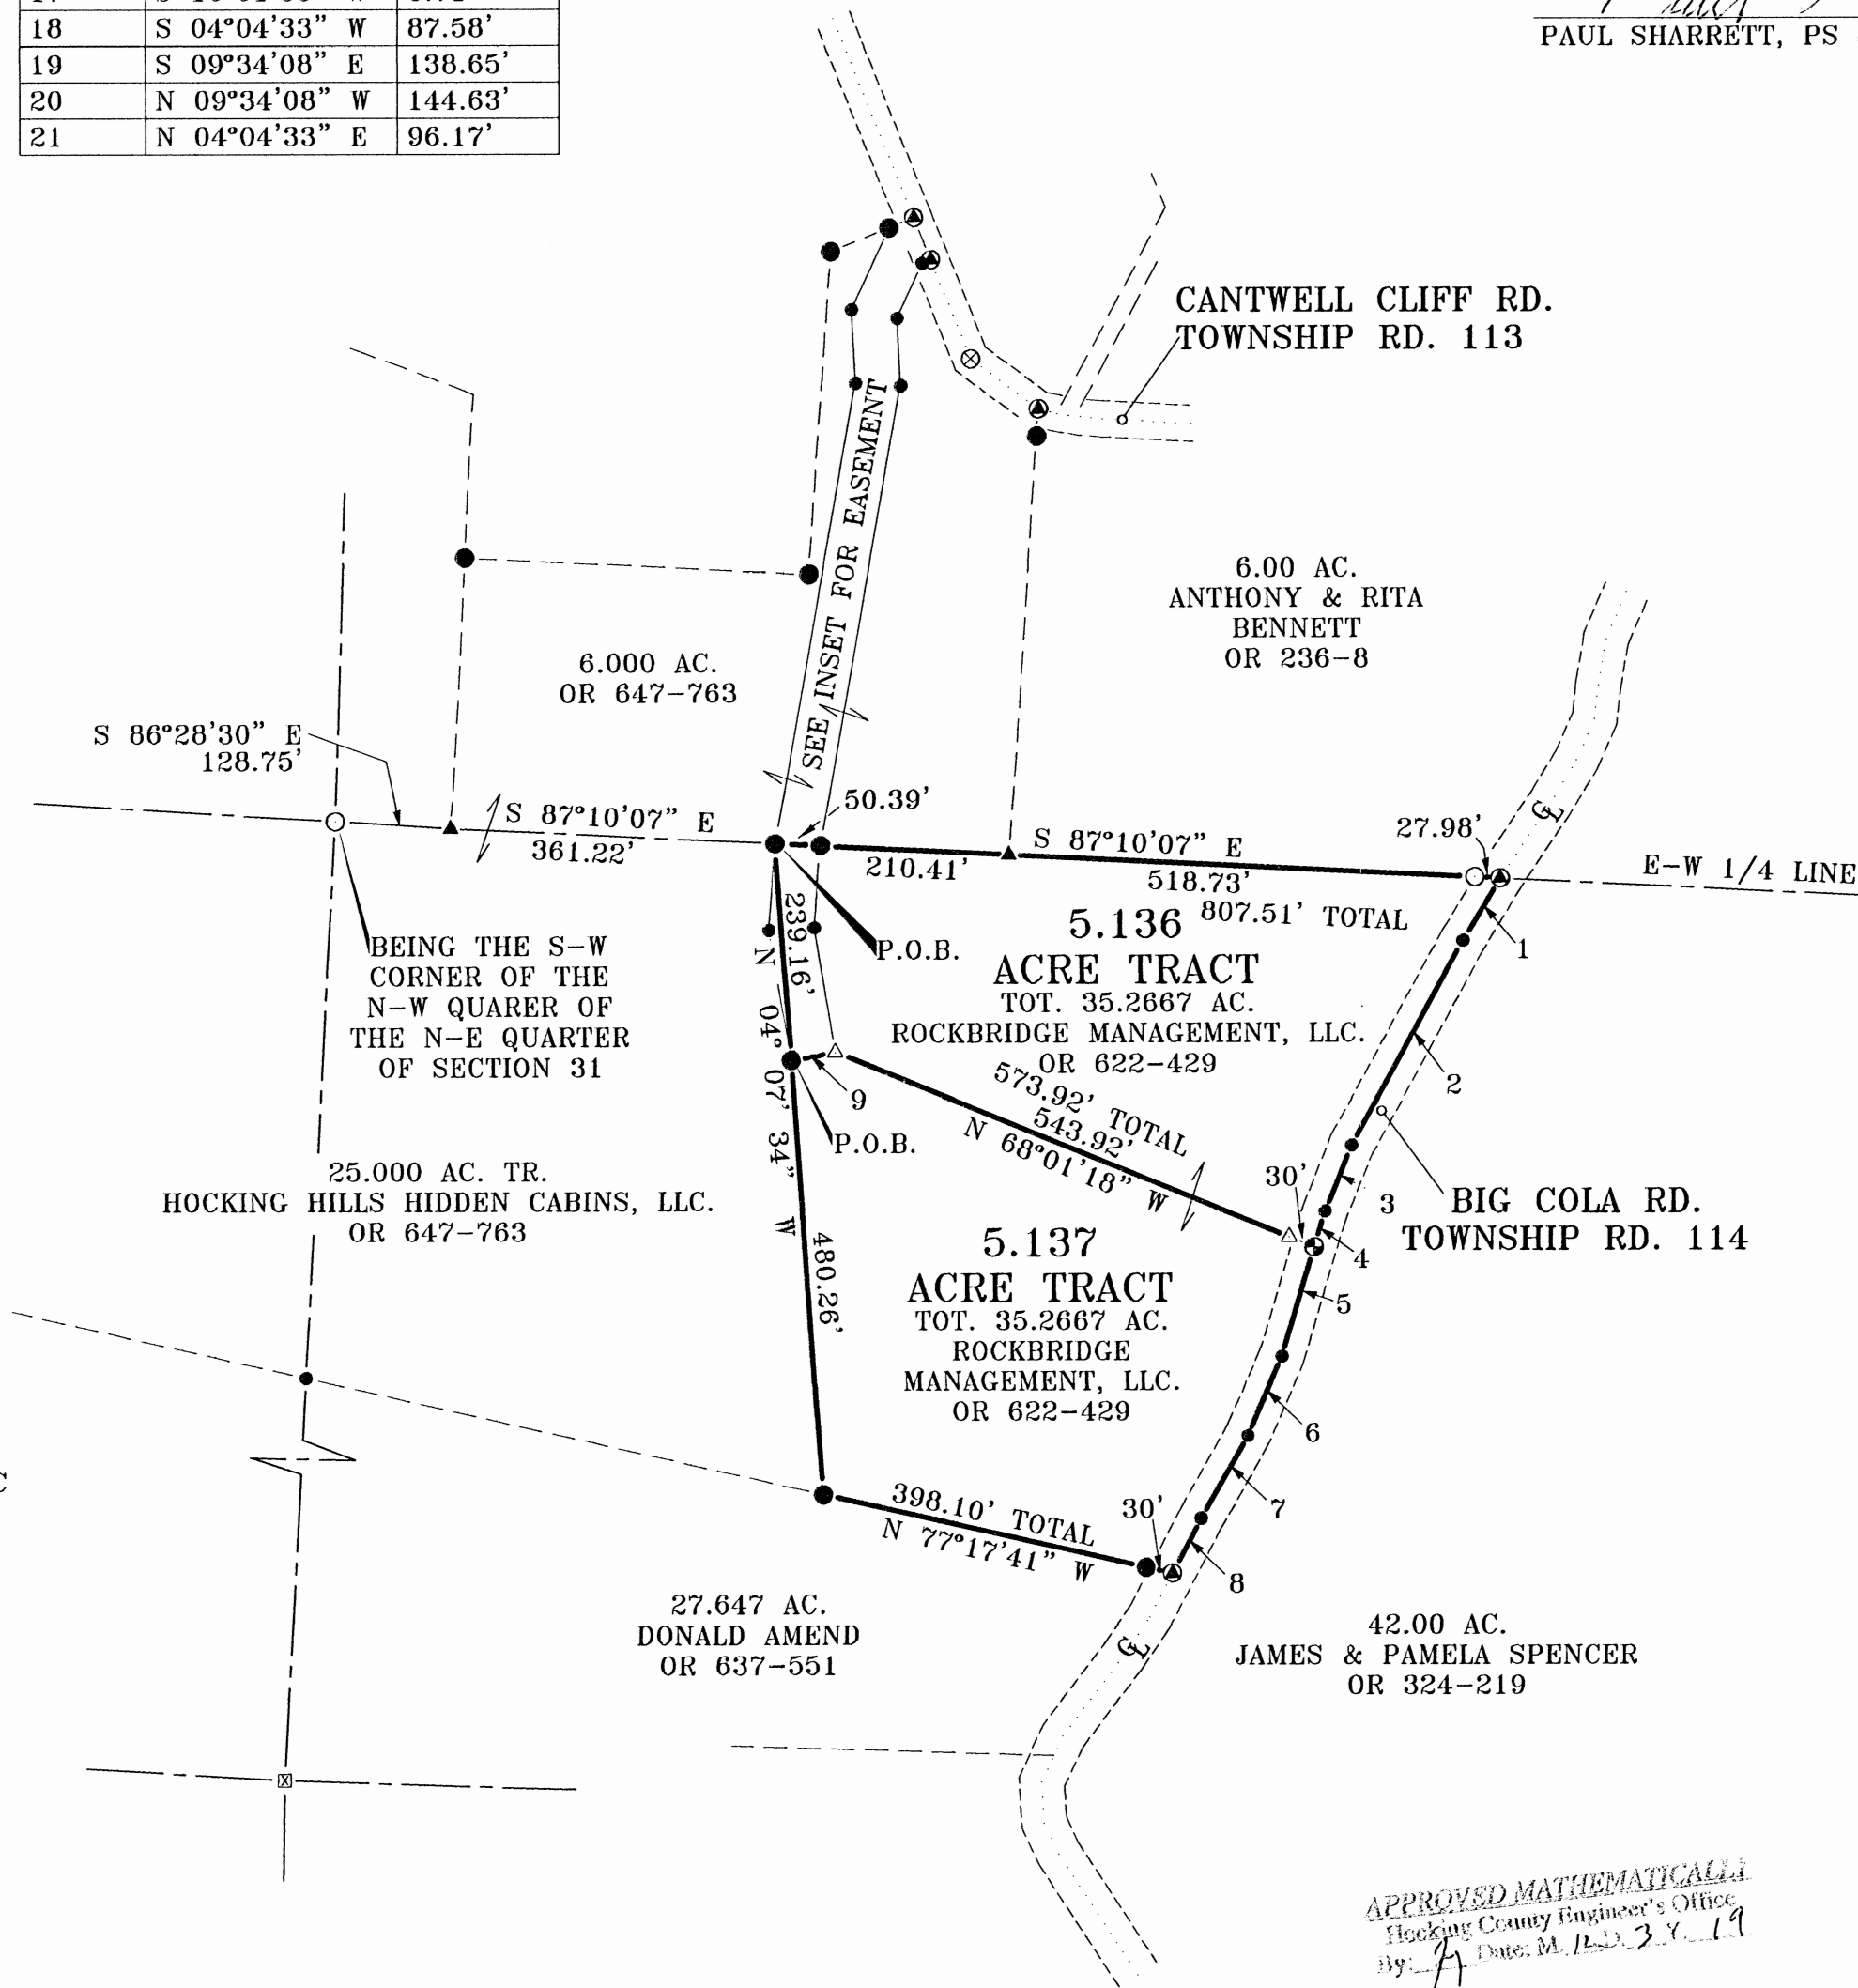 18 S 04°04'33" W 87.58'
19 S 09°34'08" E 138.65'
20 N 09°34'08" W 144.63'
21 N 04°04'33" E 96.17'
PAUL SHARRETT, PS
CANTWELL CLIFF RD.
TOWNSHIP RD. 113
SEE INSET FOR EASEMENT
6.00 AC.
ANTHONY & RITA
BENNETT
OR 236-8
6.000 AC.
OR 647-763
S 86°28'30" E
128.75'
S 87°10'07" E
361.22'
50.39'
210.41'
S 87°10'07" E
518.73'
807.51' TOTAL
27.98'
℄
E-W 1/4 LINE
BEING THE S-W
CORNER OF THE
N-W QUARER OF
THE N-E QUARTER
OF SECTION 31
239.16'
N 04° 07' 34" W
480.26'
P.O.B.
P.O.B.
5.136
ACRE TRACT
TOT. 35.2667 AC.
ROCKBRIDGE MANAGEMENT, LLC.
OR 622-429
1
2
3
4
5
6
7
8
9
573.92' TOTAL
543.92'
N 68°01'18" W
30'
BIG COLA RD.
TOWNSHIP RD. 114
25.000 AC. TR.
HOCKING HILLS HIDDEN CABINS, LLC.
OR 647-763
5.137
ACRE TRACT
TOT. 35.2667 AC.
ROCKBRIDGE
MANAGEMENT, LLC.
OR 622-429
398.10' TOTAL
N 77°17'41" W
30'
27.647 AC.
DONALD AMEND
OR 637-551
℄
42.00 AC.
JAMES & PAMELA SPENCER
OR 324-219
X
APPROVED MATHEMATICALLY
Hocking County Engineer's Office
By: Date: M. 12 D. 3 Y. 19